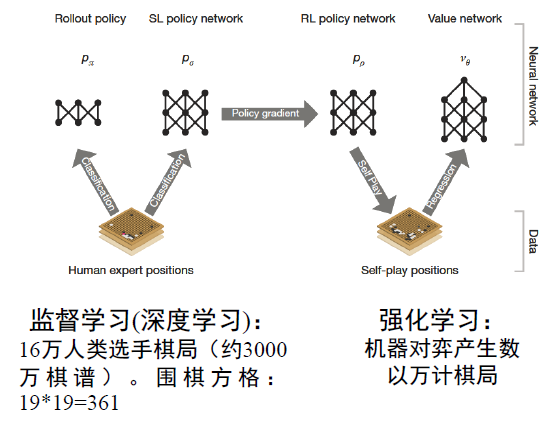 Rollout policy SL policy network RL policy network Value network
pπ pσ pρ νθ
Policy gradient
Classification Classification Self Play Regression
Neural network
Data
Human expert positions Self-play positions
监督学习(深度学习)：
16万人类选手棋局（约3000
万棋谱）。围棋方格：
19*19=361
强化学习：
机器对弈产生数
以万计棋局